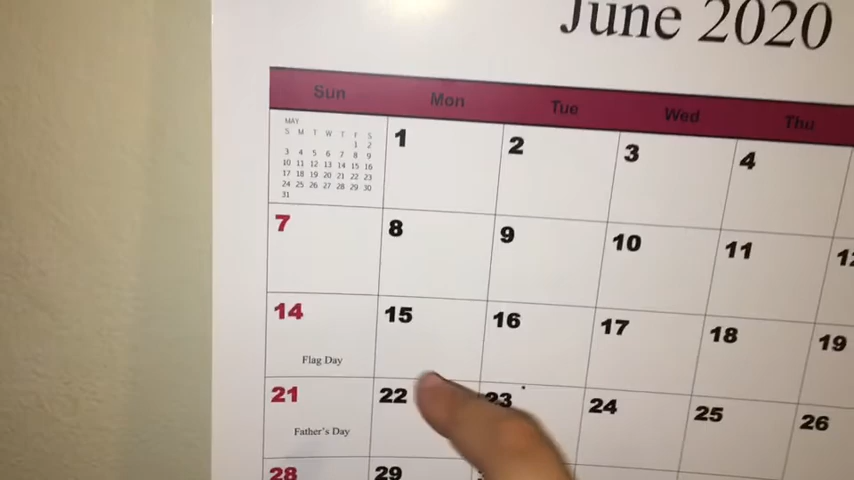 June 2020
Sun Mon Tue Wed Thu
MAY
S M T W T F S
1 2
3 4 5 6 7 8 9
10 11 12 13 14 15 16
17 18 19 20 21 22 23
24 25 26 27 28 29 30
31
1 2 3 4
7 8 9 10 11
14 15 16 17 18 19
Flag Day
21 22 23 24 25 26
Father's Day
28 29